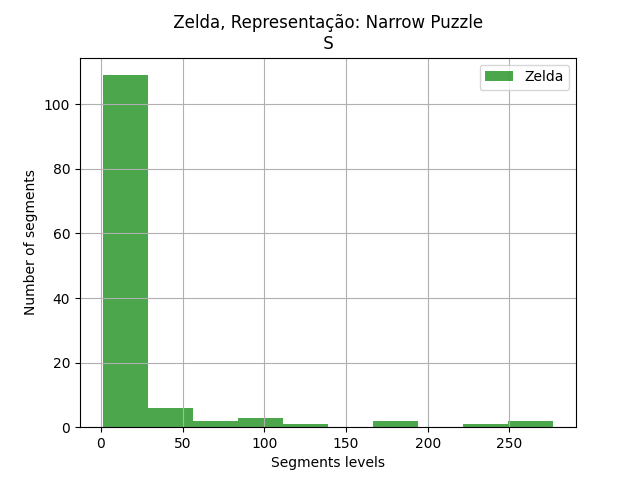 Zelda, Representação: Narrow Puzzle
S
Zelda
Number of segments
100
80
60
40
20
0
0 50 100 150 200 250
Segments levels